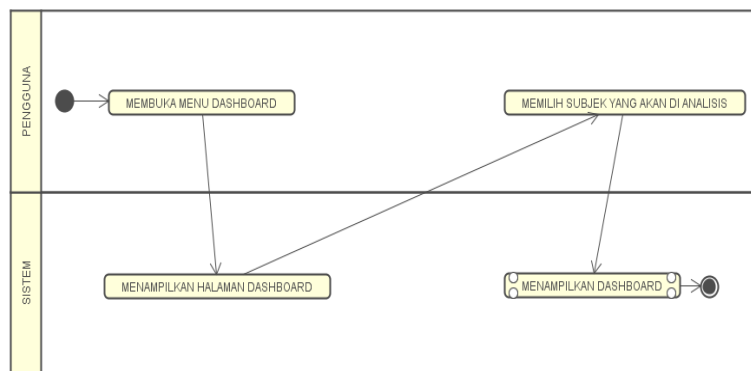 PENGGUNA
MEMBUKA MENU DASHBOARD
MEMILIH SUBJEK YANG AKAN DI ANALISIS
SISTEM
MENAMPILKAN HALAMAN DASHBOARD
MENAMPILKAN DASHBOARD